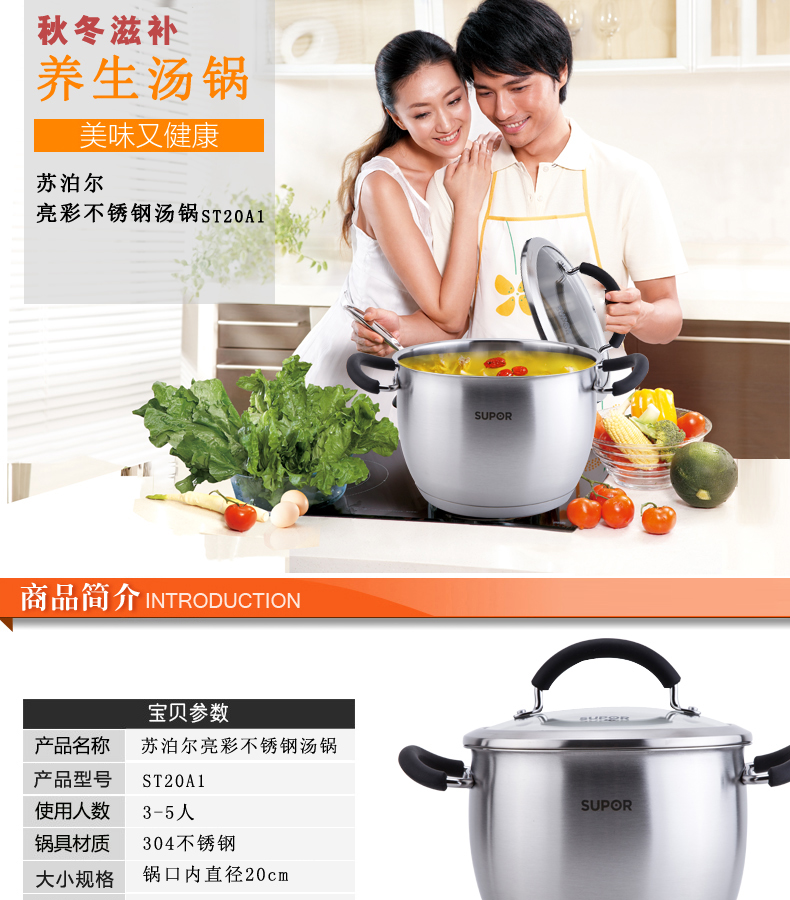 秋冬滋补
养生汤锅
美味又健康
苏泊尔
亮彩不锈钢汤锅ST20A1
SUPOR
商品简介 INTRODUCTION
宝贝参数
产品名称 苏泊尔亮彩不锈钢汤锅
产品型号 ST20A1
使用人数 3-5人
锅具材质 304不锈钢
大小规格 锅口内直径20cm
SUPOR
SUPOR